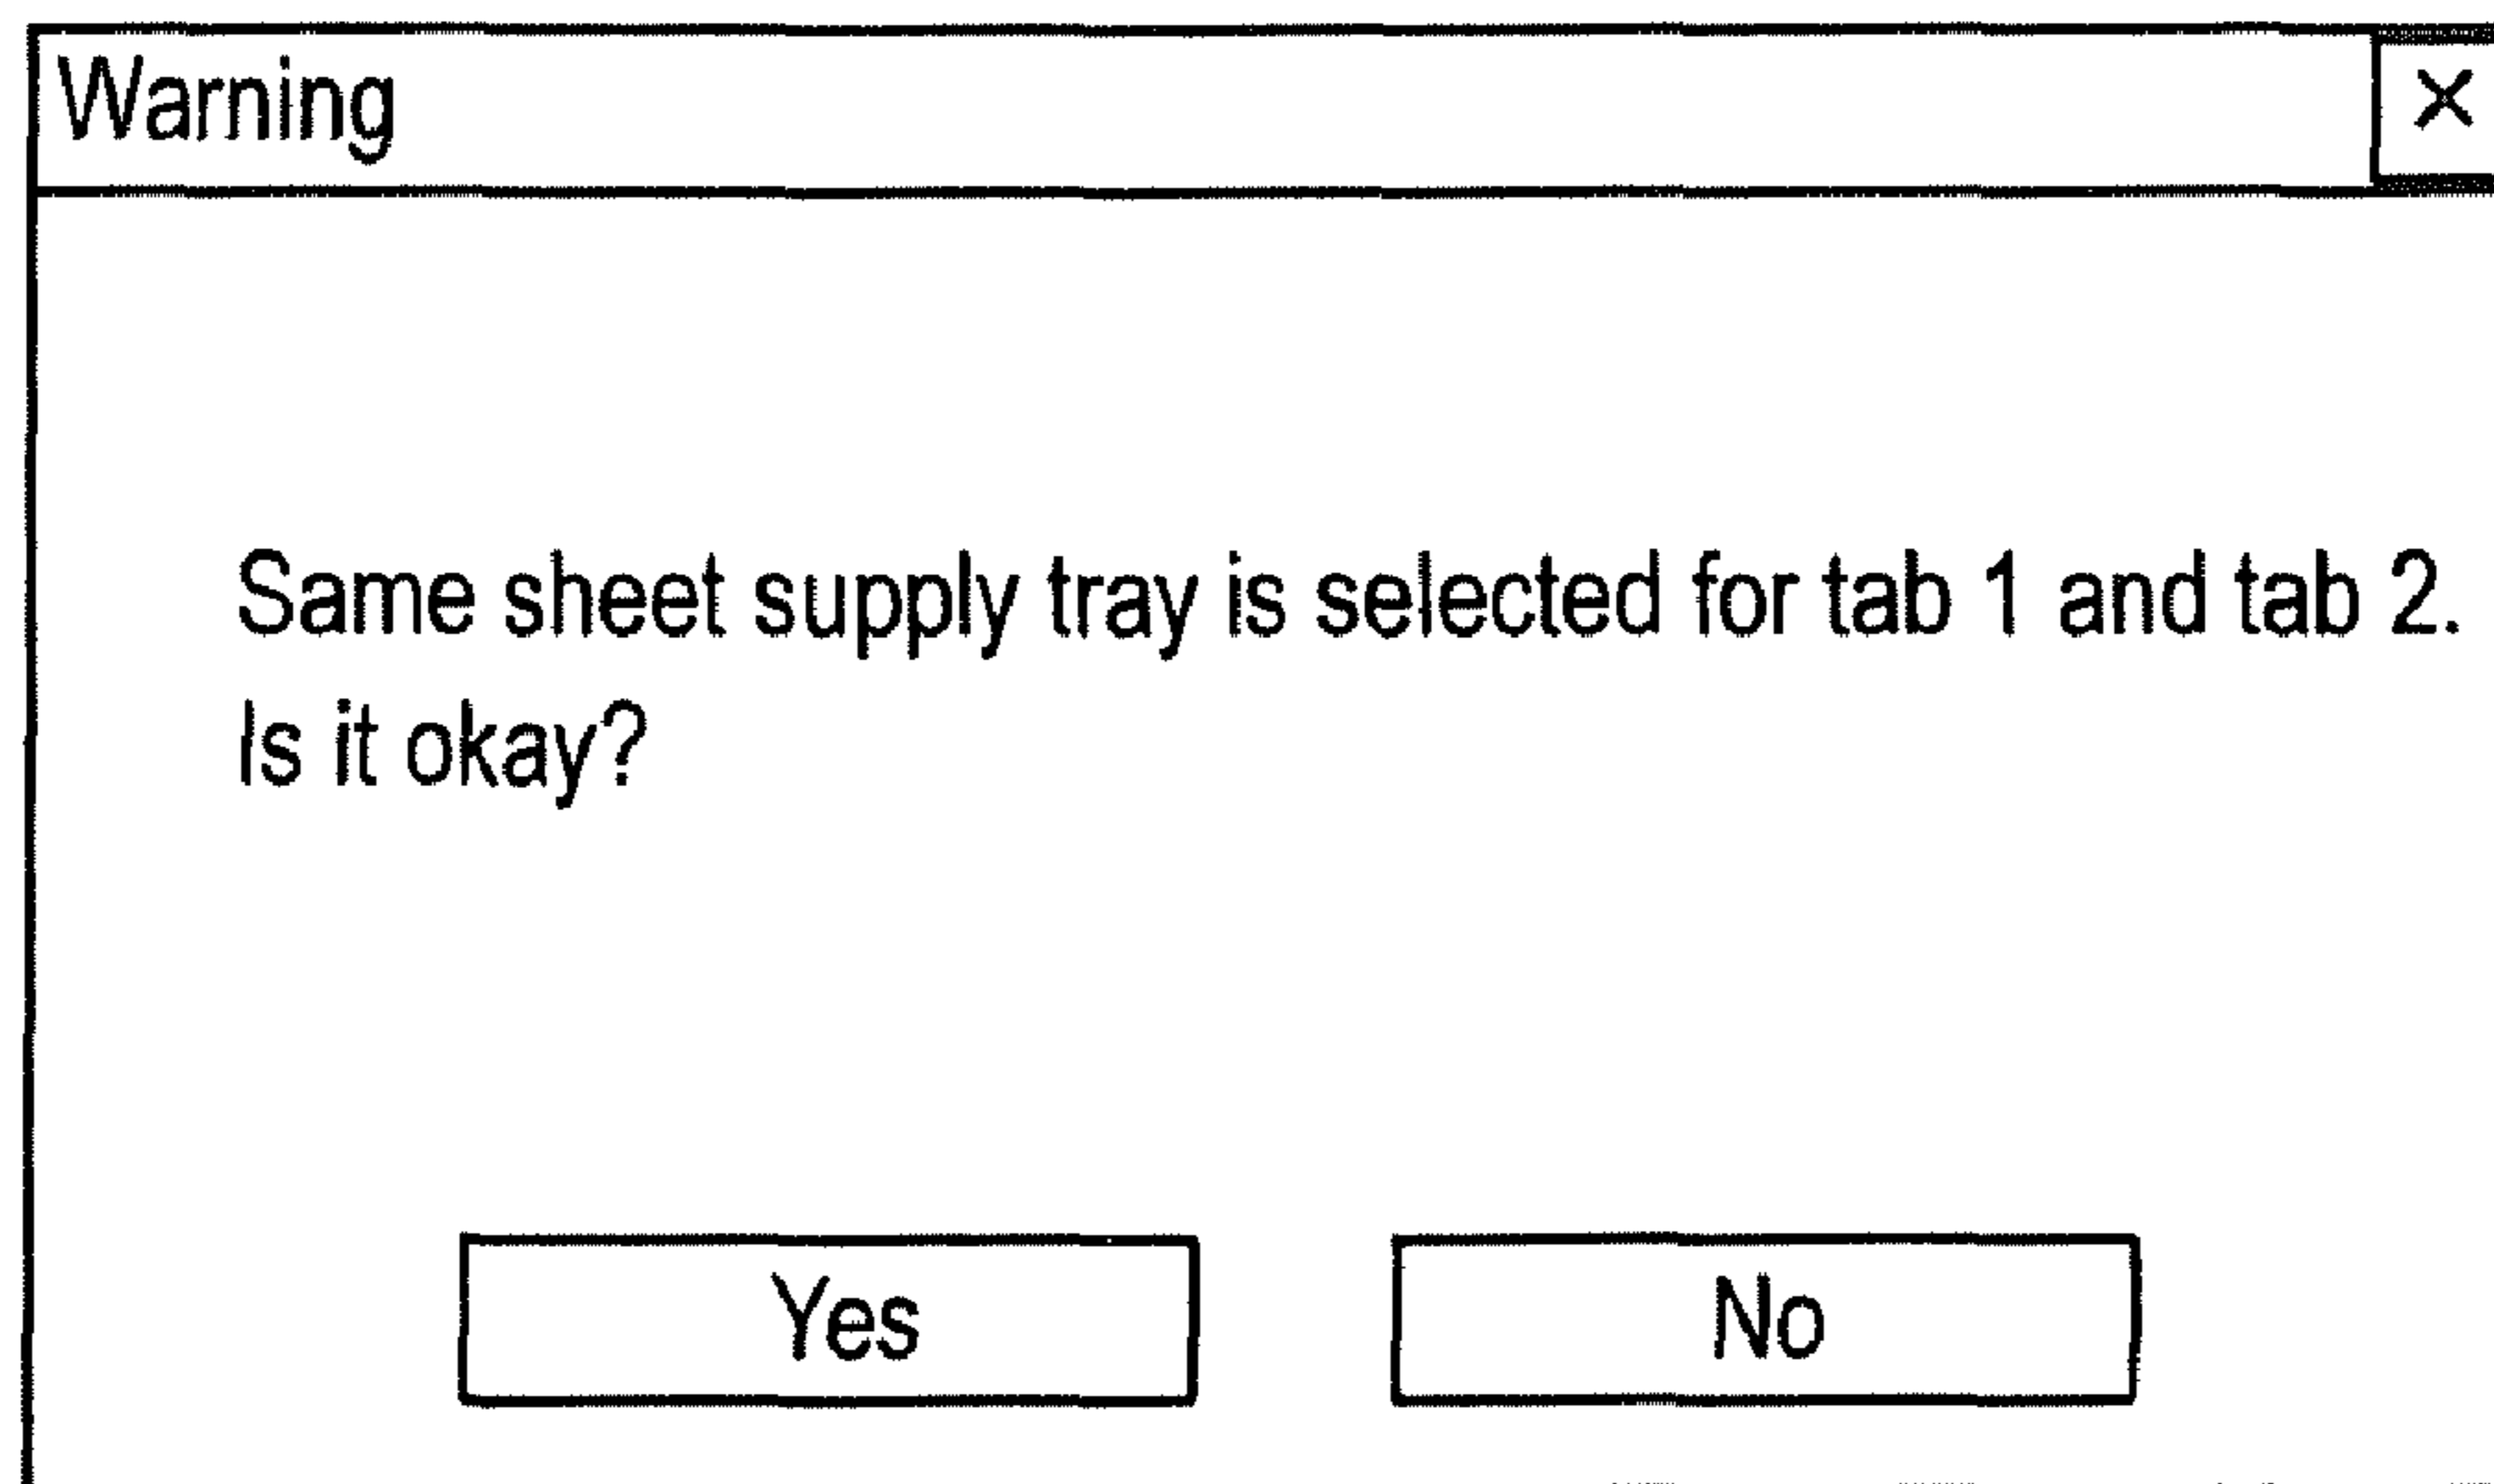 Warning ×
Same sheet supply tray is selected for tab 1 and tab 2.
Is it okay?
Yes No